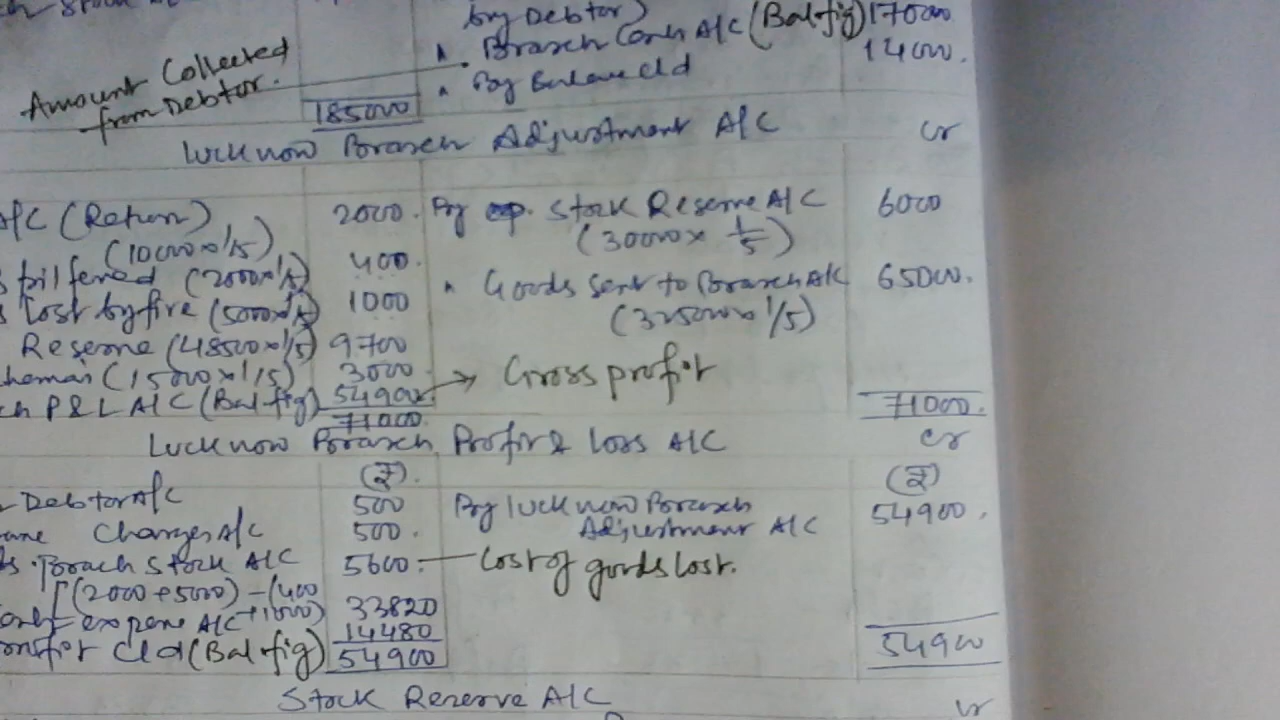 by Debtor)
Branch Cash A/C (Bal fig) 17000
Amount Collected
from Debtor.
By Balance c/d 14000.
185000
Lucknow Branch Adjustment A/C Cr
A/C (Return) 2000. By Stock Reserve A/C 6000
(10000x1/5) (30000x 1/5)
pilfered (2000x1/5) 400. " Goods sent to Branch A/C 65000.
Lost by fire (5000x1/5) 1000 (325000x1/5)
Reserve (48500x1/5) 9700
(15000x1/5) 3000 Gross profit
P&L A/C (Bal fig) 54900
71000. 71000.
Lucknow Branch Profit & Loss A/C Cr
(₹). (₹)
Debtor A/C 500 By Lucknow Branch 54900.
Charges A/C 500. Adjustment A/C
Branch Stock A/C 5600. Cost of goods lost.
[(2000+5000)-(400
+1000) 33820
expense A/C
14480
c/d (Bal fig) 54900 54900
Stock Reserve A/C Cr